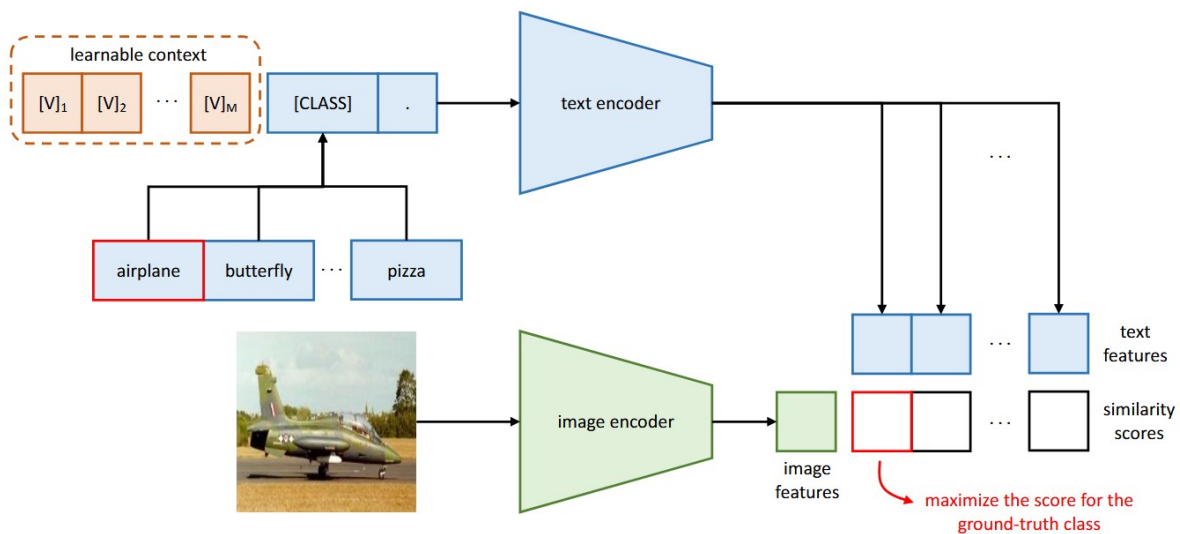 learnable context
[V]₁ [V]₂ ... [V]ₘ [CLASS] .
text encoder
...
airplane butterfly ... pizza
... text
features
image encoder
... similarity
scores
image
features
maximize the score for the
ground-truth class